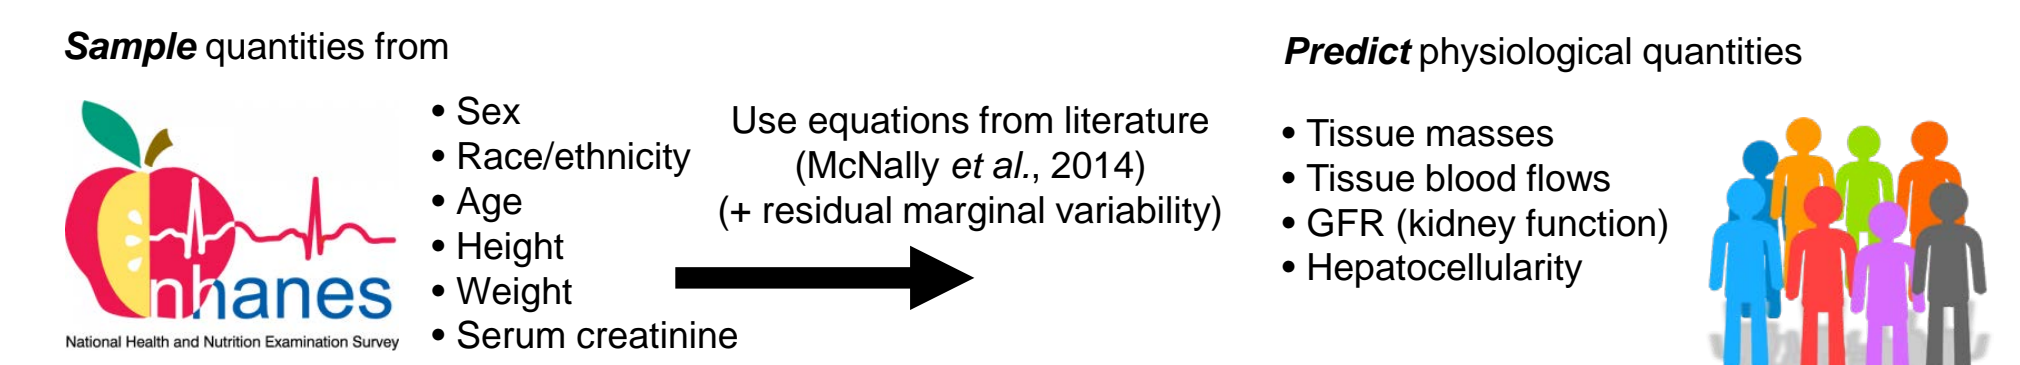 Sample quantities from
nhanes
National Health and Nutrition Examination Survey
• Sex
• Race/ethnicity
• Age
• Height
• Weight
• Serum creatinine
Use equations from literature
(McNally et al., 2014)
(+ residual marginal variability)
Predict physiological quantities
• Tissue masses
• Tissue blood flows
• GFR (kidney function)
• Hepatocellularity